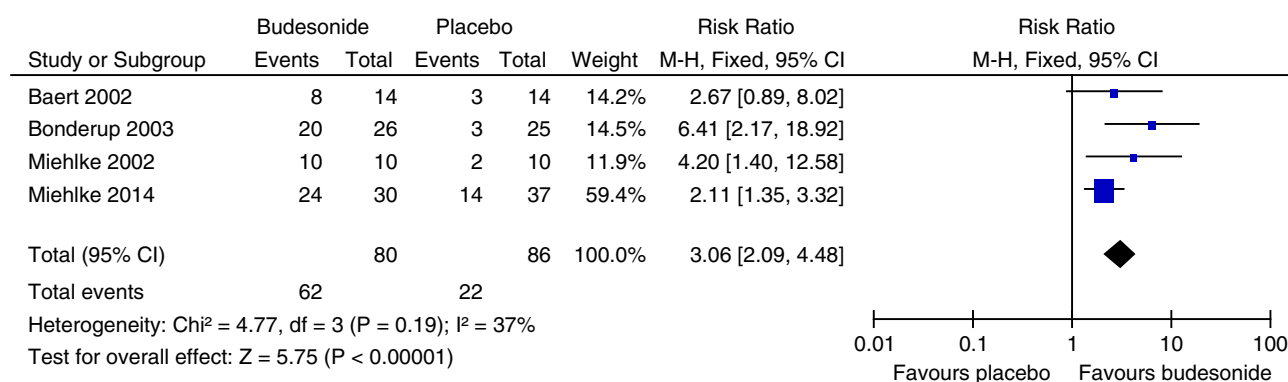 Budesonide Placebo Risk Ratio Risk Ratio
Study or Subgroup Events Total Events Total Weight M-H, Fixed, 95% CI M-H, Fixed, 95% CI
Baert 2002 8 14 3 14 14.2% 2.67 [0.89, 8.02]
Bonderup 2003 20 26 3 25 14.5% 6.41 [2.17, 18.92]
Miehlke 2002 10 10 2 10 11.9% 4.20 [1.40, 12.58]
Miehlke 2014 24 30 14 37 59.4% 2.11 [1.35, 3.32]
Total (95% CI) 80 86 100.0% 3.06 [2.09, 4.48]
Total events 62 22
Heterogeneity: Chi² = 4.77, df = 3 (P = 0.19); I² = 37%
Test for overall effect: Z = 5.75 (P < 0.00001)
0.01 0.1 1 10 100
Favours placebo Favours budesonide